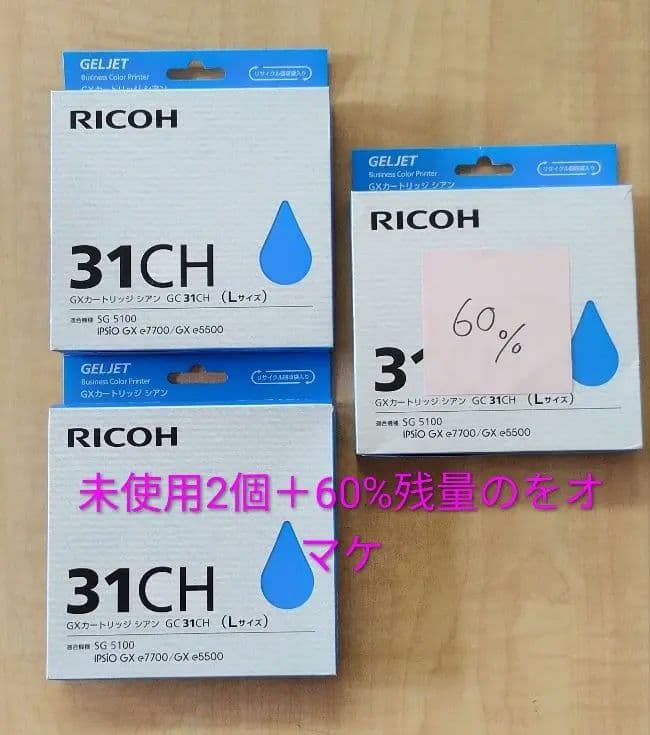 GELJET
Business Color Printer
リサイクル回収袋入り
GXカートリッジ シアン
RICOH
31CH
GXカートリッジ シアン GC 31CH (Lサイズ)
適合機種 SG 5100
IPSiO GX e7700/GX e5500
GELJET
Business Color Printer
リサイクル回収袋入り
GXカートリッジ シアン
RICOH
60%
31
GXカートリッジ シアン GC 31CH (Lサイズ)
適合機種 SG 5100
IPSiO GX e7700/GX e5500
GELJET
Business Color Printer
リサイクル回収袋入り
GXカートリッジ シアン
RICOH
未使用2個+60%残量のをオ
マケ
31CH
GXカートリッジ シアン GC 31CH (Lサイズ)
適合機種 SG 5100
IPSiO GX e7700/GX e5500